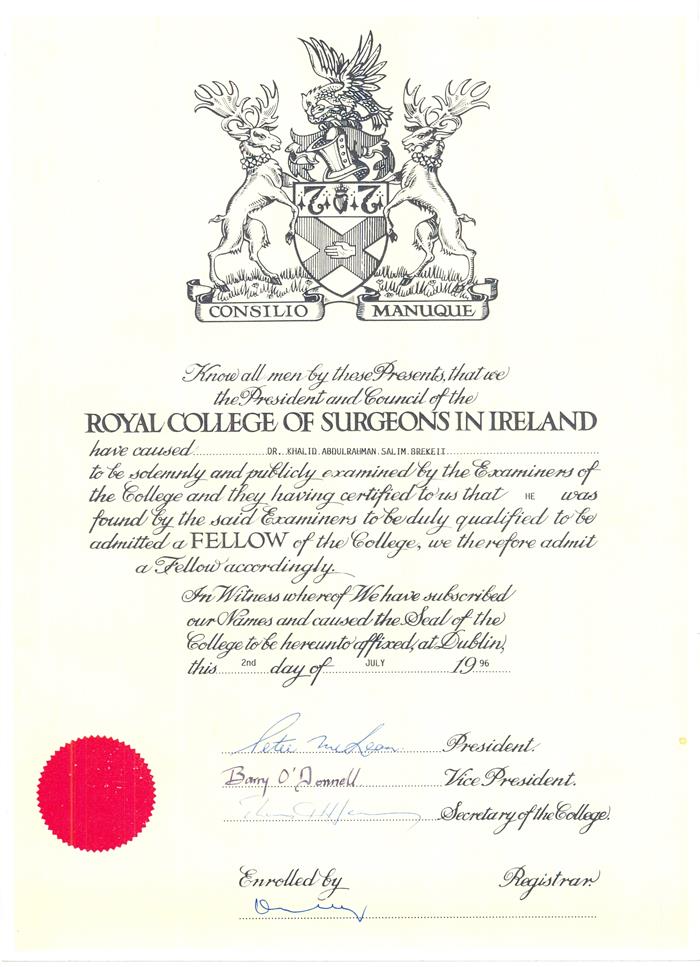 CONSILIO MANUQUE
Know all men by these Presents, that we
the President and Council of the
ROYAL COLLEGE OF SURGEONS IN IRELAND
have caused DR. KHALID ABDULRAHMAN SALIM BREKEIT
to be solemnly and publicly examined by the Examiners of
the College and they having certified to us that HE was
found by the said Examiners to be duly qualified to be
admitted a FELLOW of the College, we therefore admit
a Fellow accordingly.
In Witness whereof We have subscribed
our Names and caused the Seal of the
College to be hereunto affixed, at Dublin,
this 2nd day of JULY 19 96
Peter McLean President.
Barry O'Donnell Vice President.
Secretary of the College.
Enrolled by Registrar.